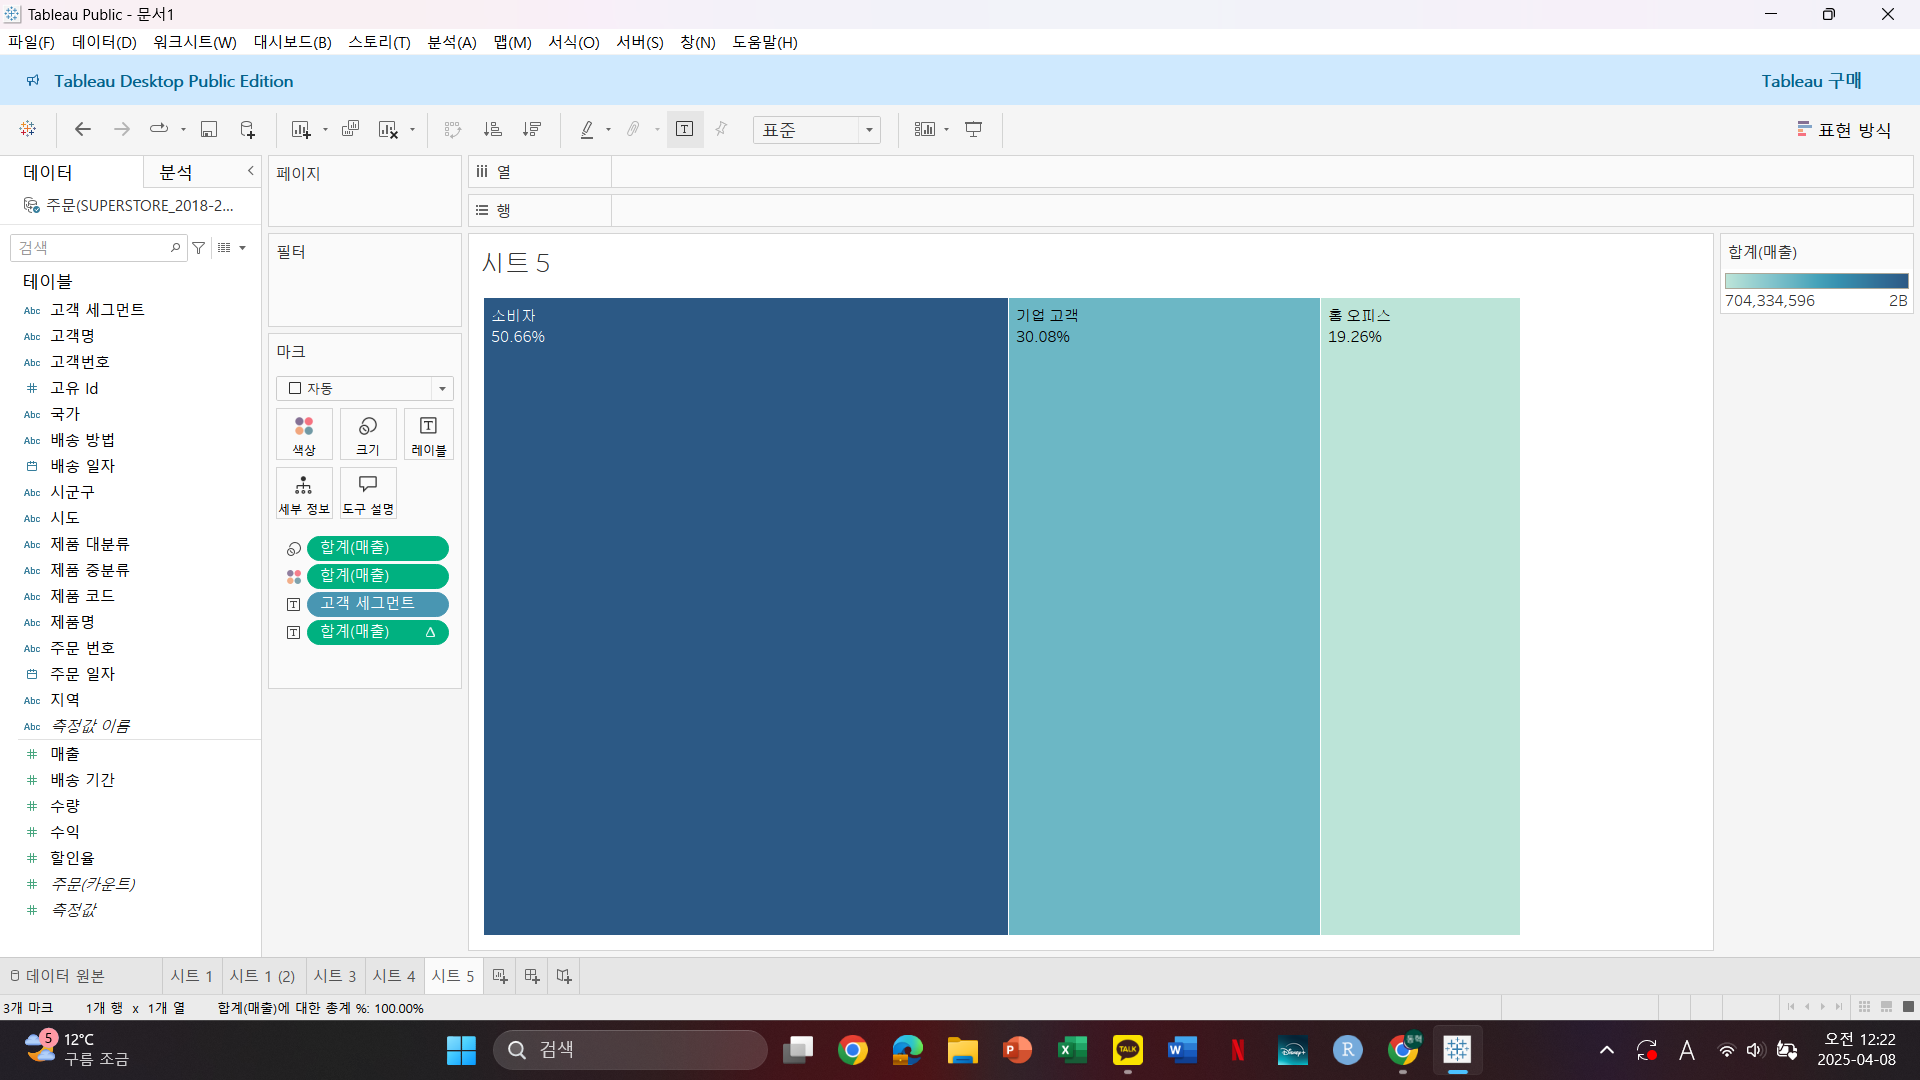 Tableau Public - 문서1
파일(F) 데이터(D) 워크시트(W) 대시보드(B) 스토리(T) 분석(A) 맵(M) 서식(O) 서버(S) 창(N) 도움말(H)
Tableau Desktop Public Edition
Tableau 구매
표준
표현 방식
데이터
분석
주문(SUPERSTORE_2018-2...
검색
테이블
Abc 고객 세그먼트
Abc 고객명
Abc 고객번호
# 고유 Id
Abc 국가
Abc 배송 방법
배송 일자
Abc 시군구
Abc 시도
Abc 제품 대분류
Abc 제품 중분류
Abc 제품 코드
Abc 제품명
Abc 주문 번호
주문 일자
Abc 지역
Abc 측정값 이름
# 매출
# 배송 기간
# 수량
# 수익
# 할인율
# 주문(카운트)
# 측정값
페이지
필터
마크
자동
색상
크기
레이블
세부 정보
도구 설명
합계(매출)
합계(매출)
고객 세그먼트
합계(매출) Δ
열
행
시트 5
소비자
50.66%
기업 고객
30.08%
홈 오피스
19.26%
합계(매출)
704,334,596 2B
데이터 원본
시트 1
시트 1 (2)
시트 3
시트 4
시트 5
3개 마크 1개 행 x 1개 열 합계(매출)에 대한 총계 %: 100.00%
5
12°C
구름 조금
검색
P
X
TALK
W
N
Disney+
R
동혁
A
오전 12:22
2025-04-08